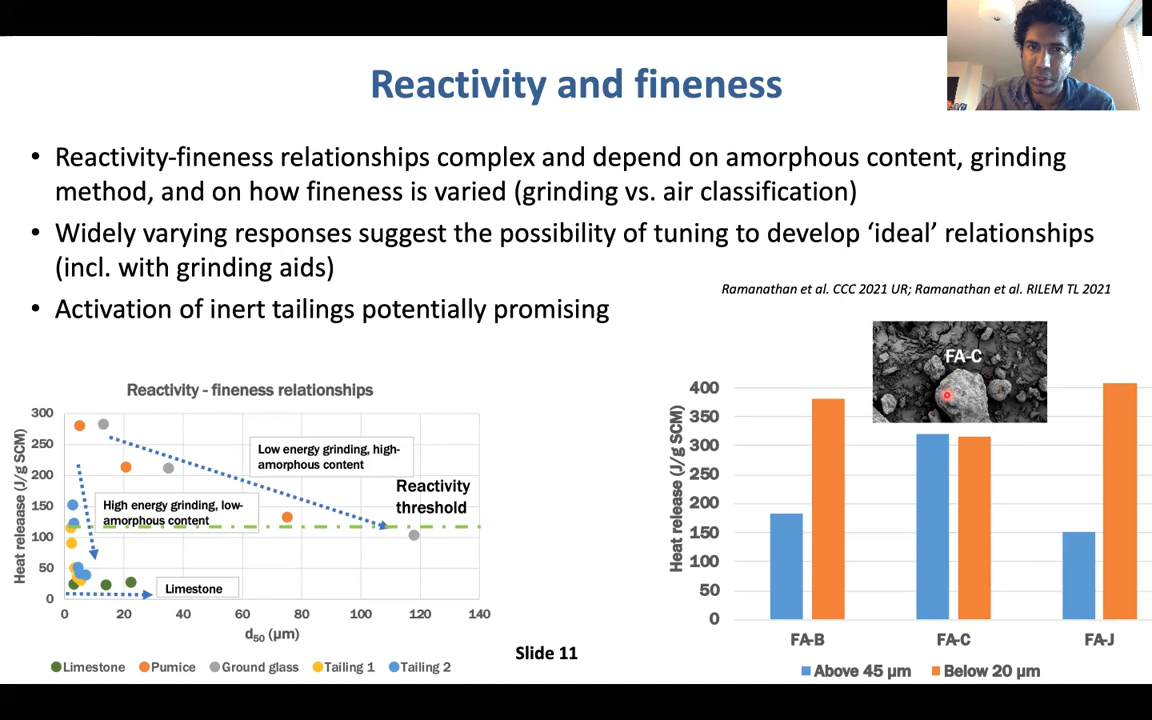 Reactivity and fineness
• Reactivity-fineness relationships complex and depend on amorphous content, grinding
method, and on how fineness is varied (grinding vs. air classification)
• Widely varying responses suggest the possibility of tuning to develop ‘ideal’ relationships
(incl. with grinding aids)
• Activation of inert tailings potentially promising
Ramanathan et al. CCC 2021 UR; Ramanathan et al. RILEM TL 2021
Reactivity - fineness relationships
Heat releaase (J/g SCM)
300
250
200
150
100
50
0
0 20 40 60 80 100 120 140
d50 (µm)
Low energy grinding, high-
amorphous content
High energy grinding, low-
amorphous content
Reactivity
threshold
Limestone
Limestone Pumice Ground glass Tailing 1 Tailing 2
Slide 11
FA-C
Heat release (J/g SCM)
400
350
300
250
200
150
100
50
0
FA-B FA-C FA-J
Above 45 µm Below 20 µm